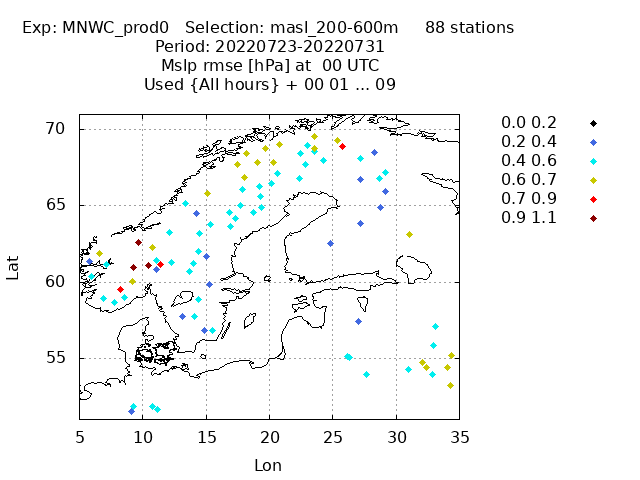 Exp: MNWC_prod0   Selection: masl_200-600m     88 stations
Period: 20220723-20220731
Mslp rmse [hPa] at  00 UTC
Used {All hours} + 00 01 ... 09
0.0 0.2
0.2 0.4
0.4 0.6
0.6 0.7
0.7 0.9
0.9 1.1
70
65
60
55
Lat
5 10 15 20 25 30 35
Lon